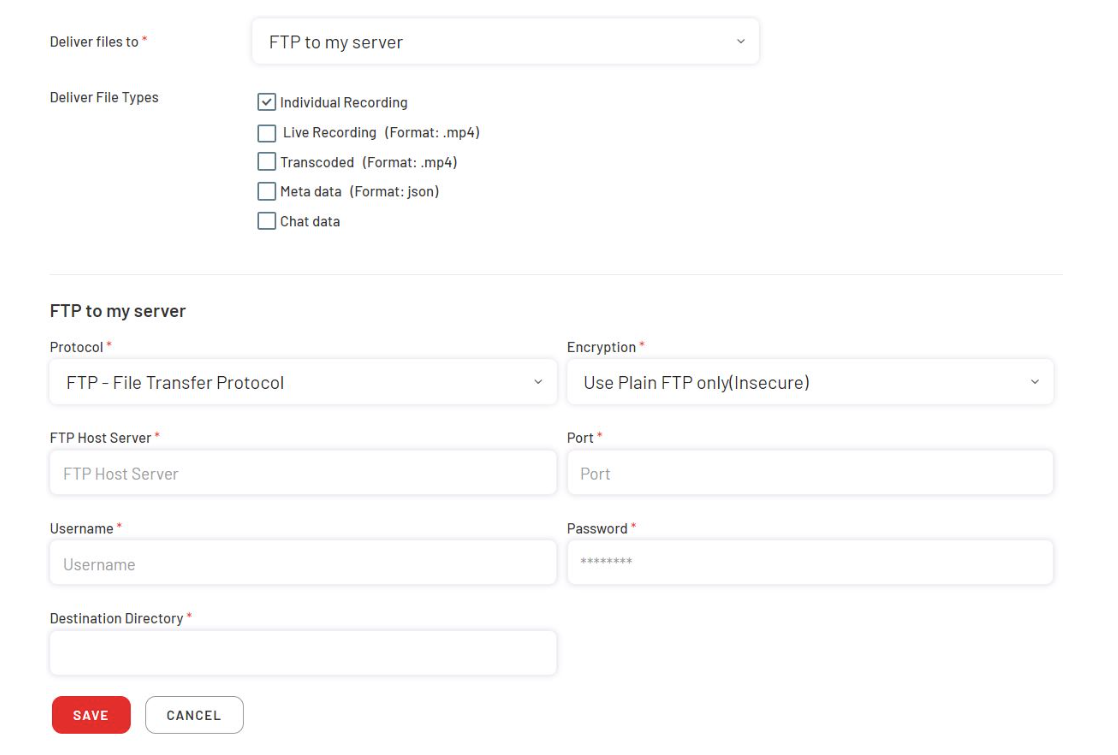 Deliver files to *
FTP to my server
Deliver File Types
Individual Recording
Live Recording (Format: .mp4)
Transcoded (Format: .mp4)
Meta data (Format: json)
Chat data
FTP to my server
Protocol * Encryption *
FTP - File Transfer Protocol Use Plain FTP only(Insecure)
FTP Host Server * Port *
FTP Host Server Port
Username * Password *
Username ********
Destination Directory *
SAVE CANCEL